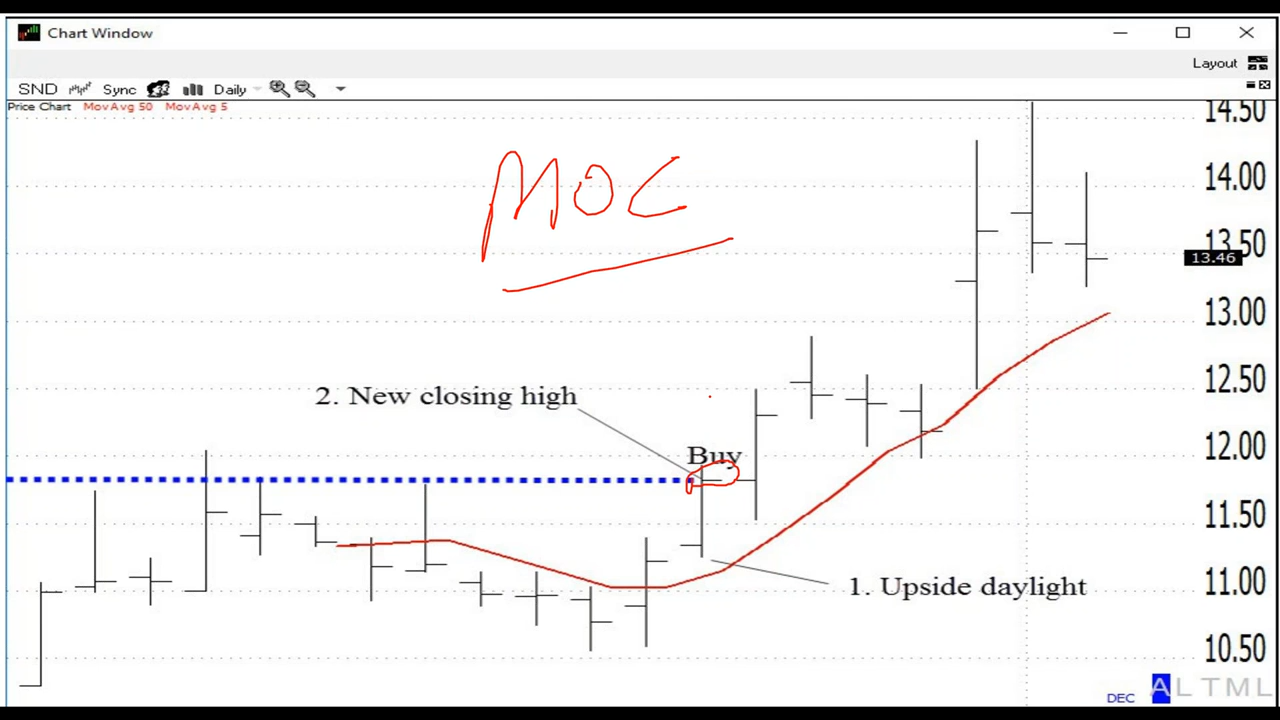 Chart Window
Layout
SND Sync Daily
Price Chart MovAvg 50 MovAvg 5
14.50
MOC
14.00
13.50
13.46
13.00
12.50
2. New closing high
12.00
Buy
11.50
1. Upside daylight
11.00
10.50
DEC ALTML